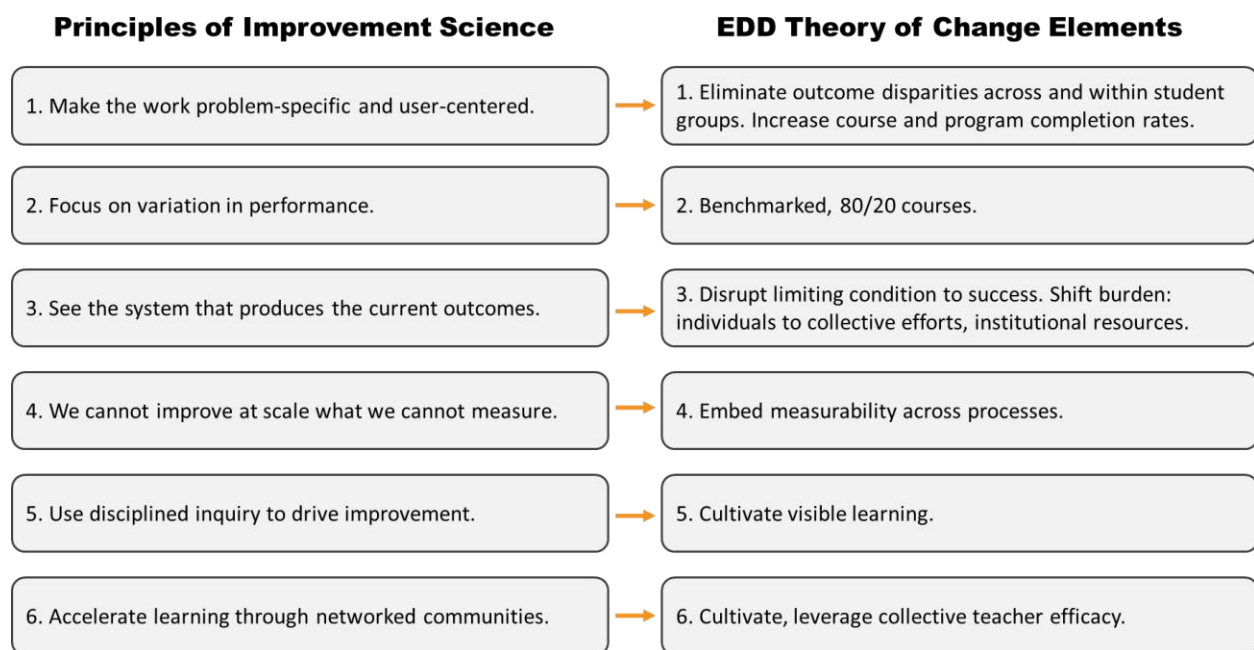 Principles of Improvement Science
EDD Theory of Change Elements
1. Make the work problem-specific and user-centered.
1. Eliminate outcome disparities across and within student
groups. Increase course and program completion rates.
2. Focus on variation in performance.
2. Benchmarked, 80/20 courses.
3. See the system that produces the current outcomes.
3. Disrupt limiting condition to success. Shift burden:
individuals to collective efforts, institutional resources.
4. We cannot improve at scale what we cannot measure.
4. Embed measurability across processes.
5. Use disciplined inquiry to drive improvement.
5. Cultivate visible learning.
6. Accelerate learning through networked communities.
6. Cultivate, leverage collective teacher efficacy.